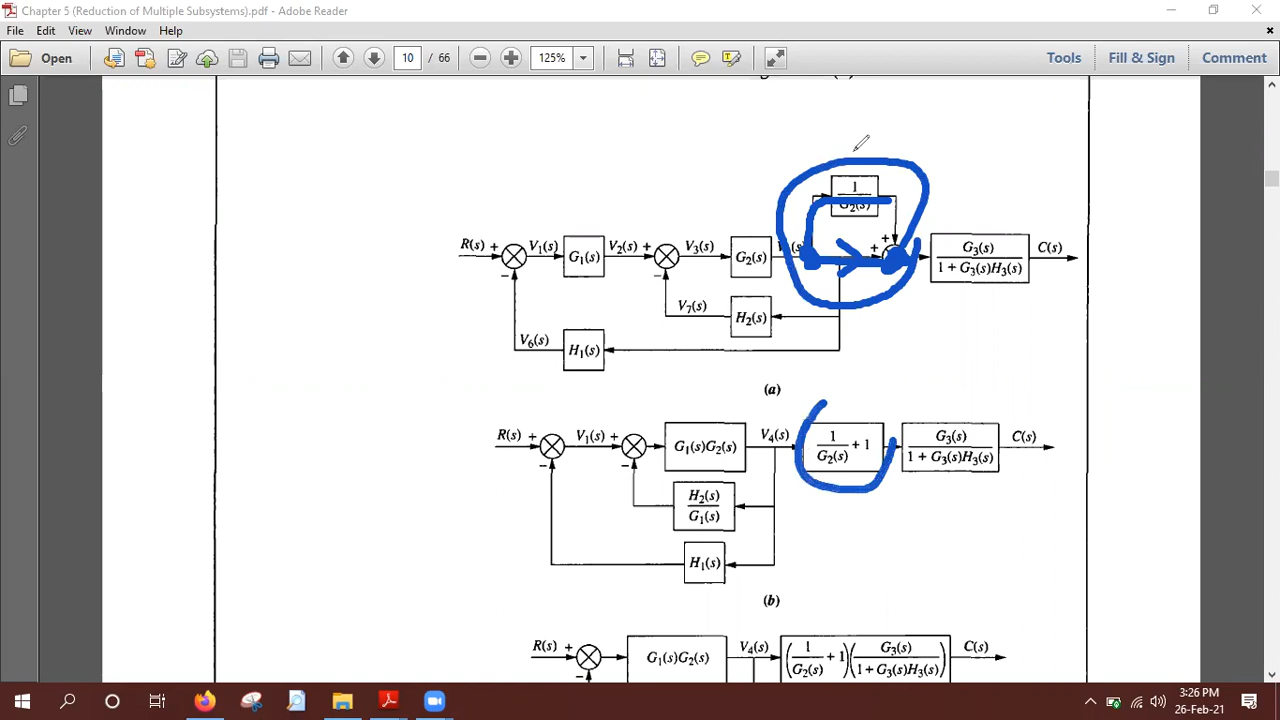 Chapter 5 (Reduction of Multiple Subsystems).pdf - Adobe Reader
File Edit View Window Help
Open 10 / 66 125% Tools Fill & Sign Comment
1
G2(s)
R(s) + V1(s) G1(s) V2(s) + V3(s) G2(s) + + G3(s) C(s)
1 + G3(s)H3(s)
− −
V7(s) H2(s)
V6(s) H1(s)
(a)
R(s) + V1(s) + G1(s)G2(s) V4(s) 1/G2(s) + 1 G3(s) C(s)
1 + G3(s)H3(s)
− −
H2(s)
G1(s)
H1(s)
(b)
R(s) + G1(s)G2(s) V4(s) (1/G2(s) + 1)(G3(s)/1 + G3(s)H3(s)) C(s)
−
3:26 PM
26-Feb-21